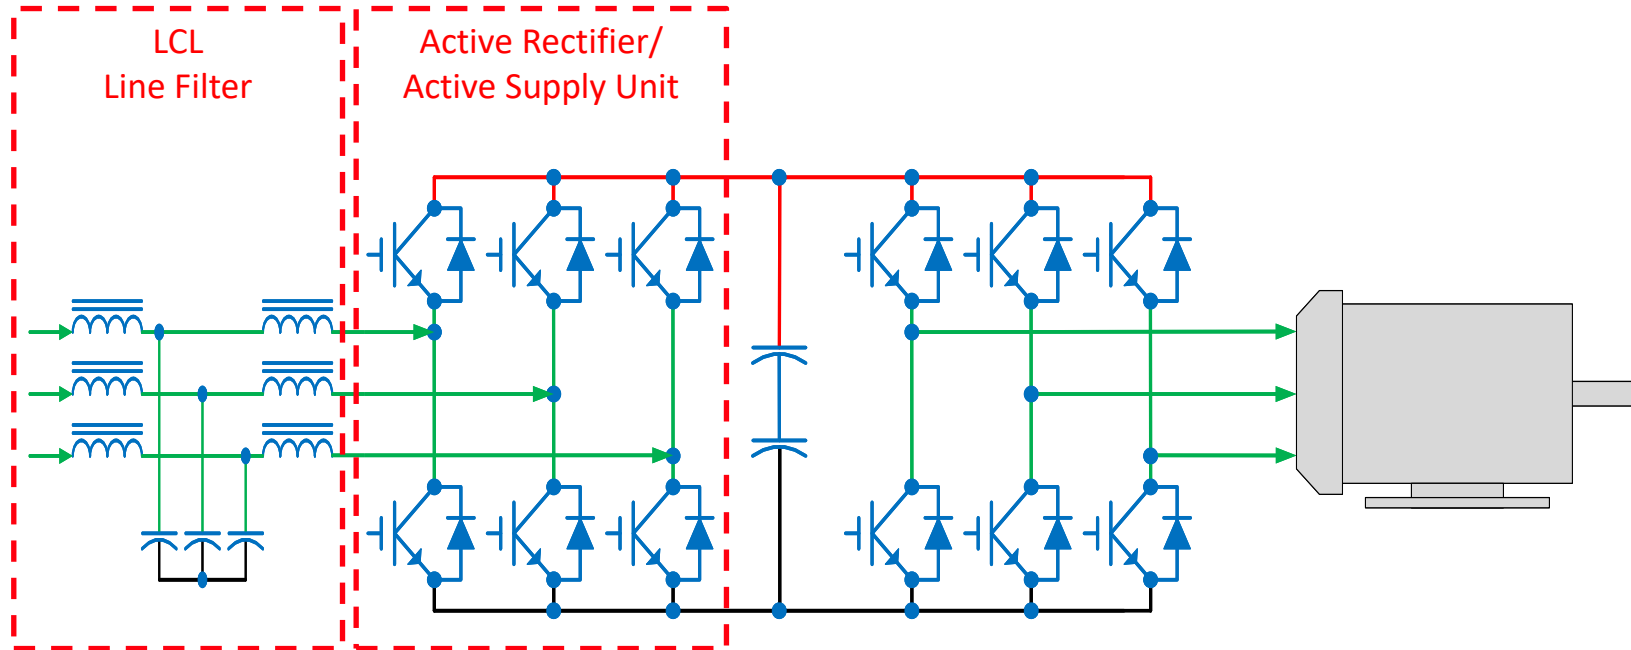 LCL
Line Filter
Active Rectifier/
Active Supply Unit